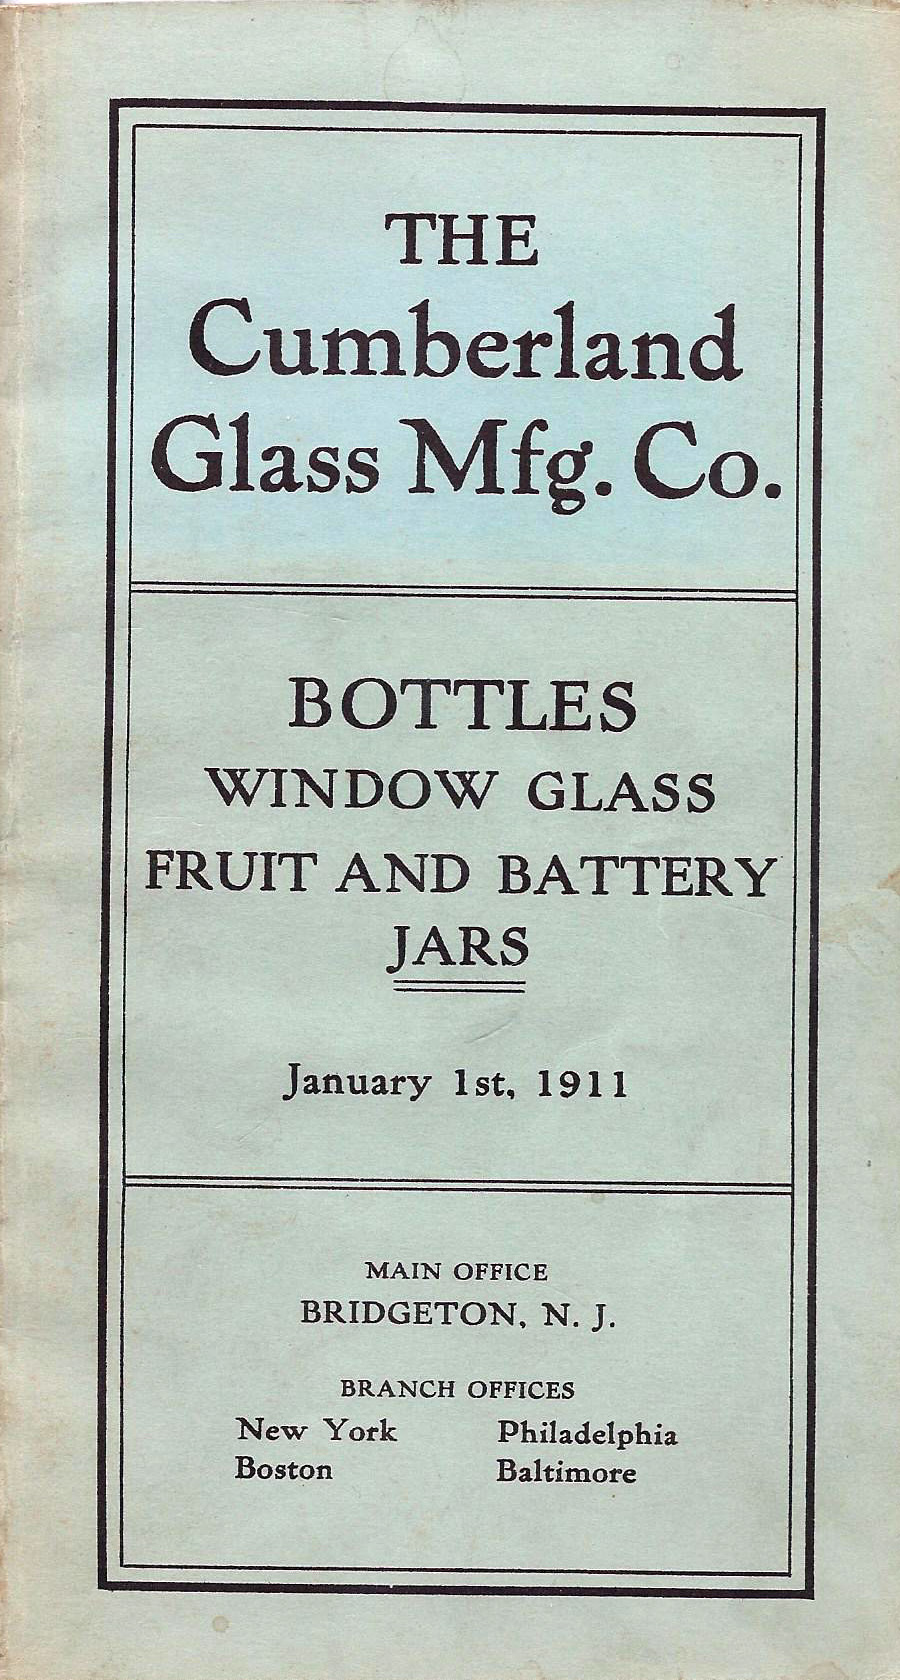 THE
Cumberland
Glass Mfg. Co.
BOTTLES
WINDOW GLASS
FRUIT AND BATTERY
JARS
January 1st, 1911
MAIN OFFICE
BRIDGETON, N. J.
BRANCH OFFICES
New York Philadelphia
Boston Baltimore